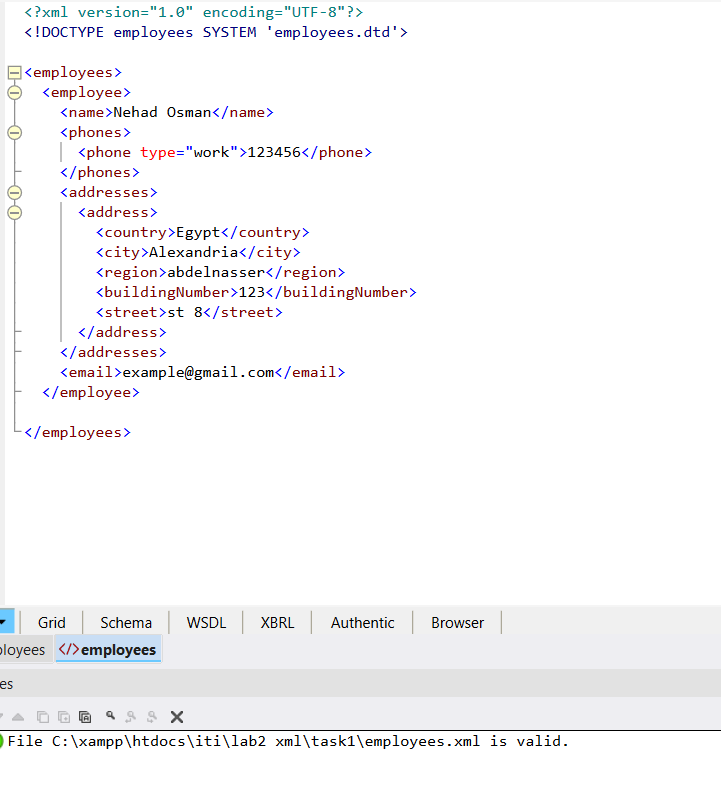 <?xml version="1.0" encoding="UTF-8"?>
<!DOCTYPE employees SYSTEM 'employees.dtd'>
<employees>
<employee>
<name>Nehad Osman</name>
<phones>
<phone type="work">123456</phone>
</phones>
<addresses>
<address>
<country>Egypt</country>
<city>Alexandria</city>
<region>abdelnasser</region>
<buildingNumber>123</buildingNumber>
<street>st 8</street>
</address>
</addresses>
<email>example@gmail.com</email>
</employee>
</employees>
Grid Schema WSDL XBRL Authentic Browser
ployees </> employees
es
File C:\xampp\htdocs\iti\lab2 xml\task1\employees.xml is valid.